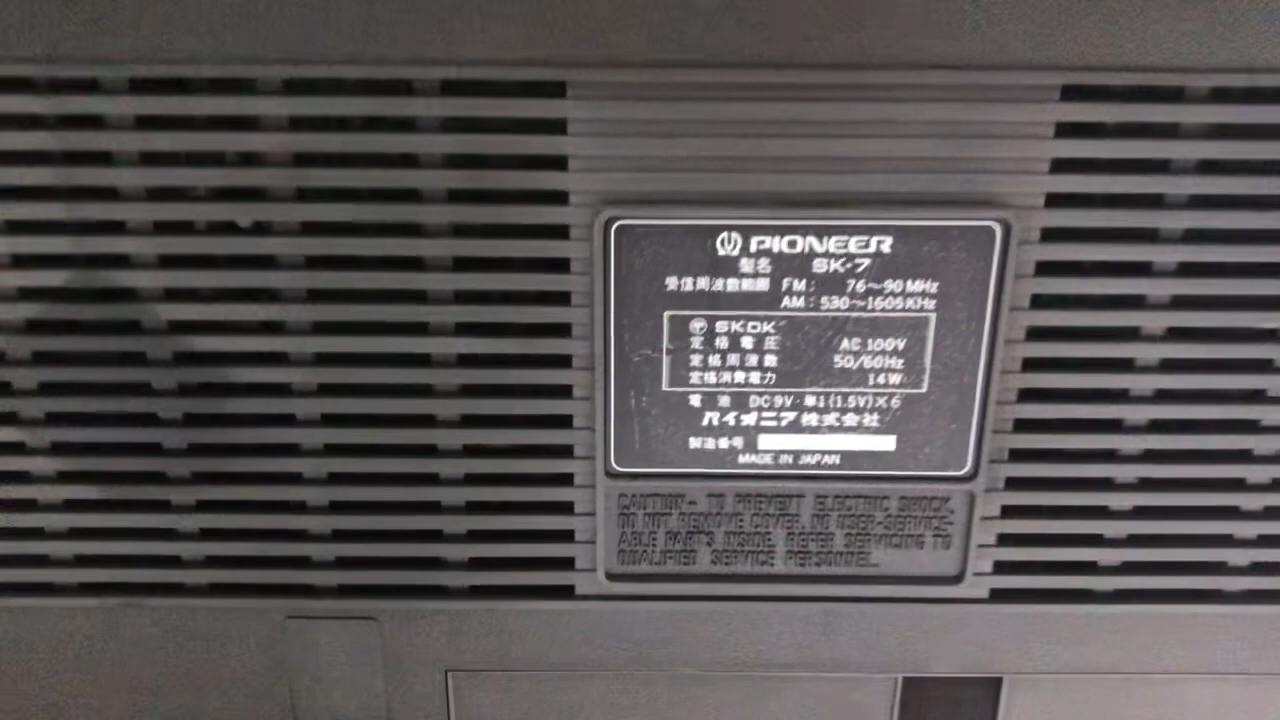 PIONEER
型名 SK-7
受信周波数範囲 FM: 76~90MHz
AM: 530~1605KHz
〒 SKDK
定格電圧 AC 100V
定格周波数 50/60Hz
定格消費電力 14W
電池 DC9V・単1(1.5V)×6
パイオニア株式会社
製造番号
MADE IN JAPAN
CAUTION- TO PREVENT ELECTRIC SHOCK,
DO NOT REMOVE COVER. NO USER-SERVICE-
ABLE PARTS INSIDE. REFER SERVICING TO
QUALIFIED SERVICE PERSONNEL.